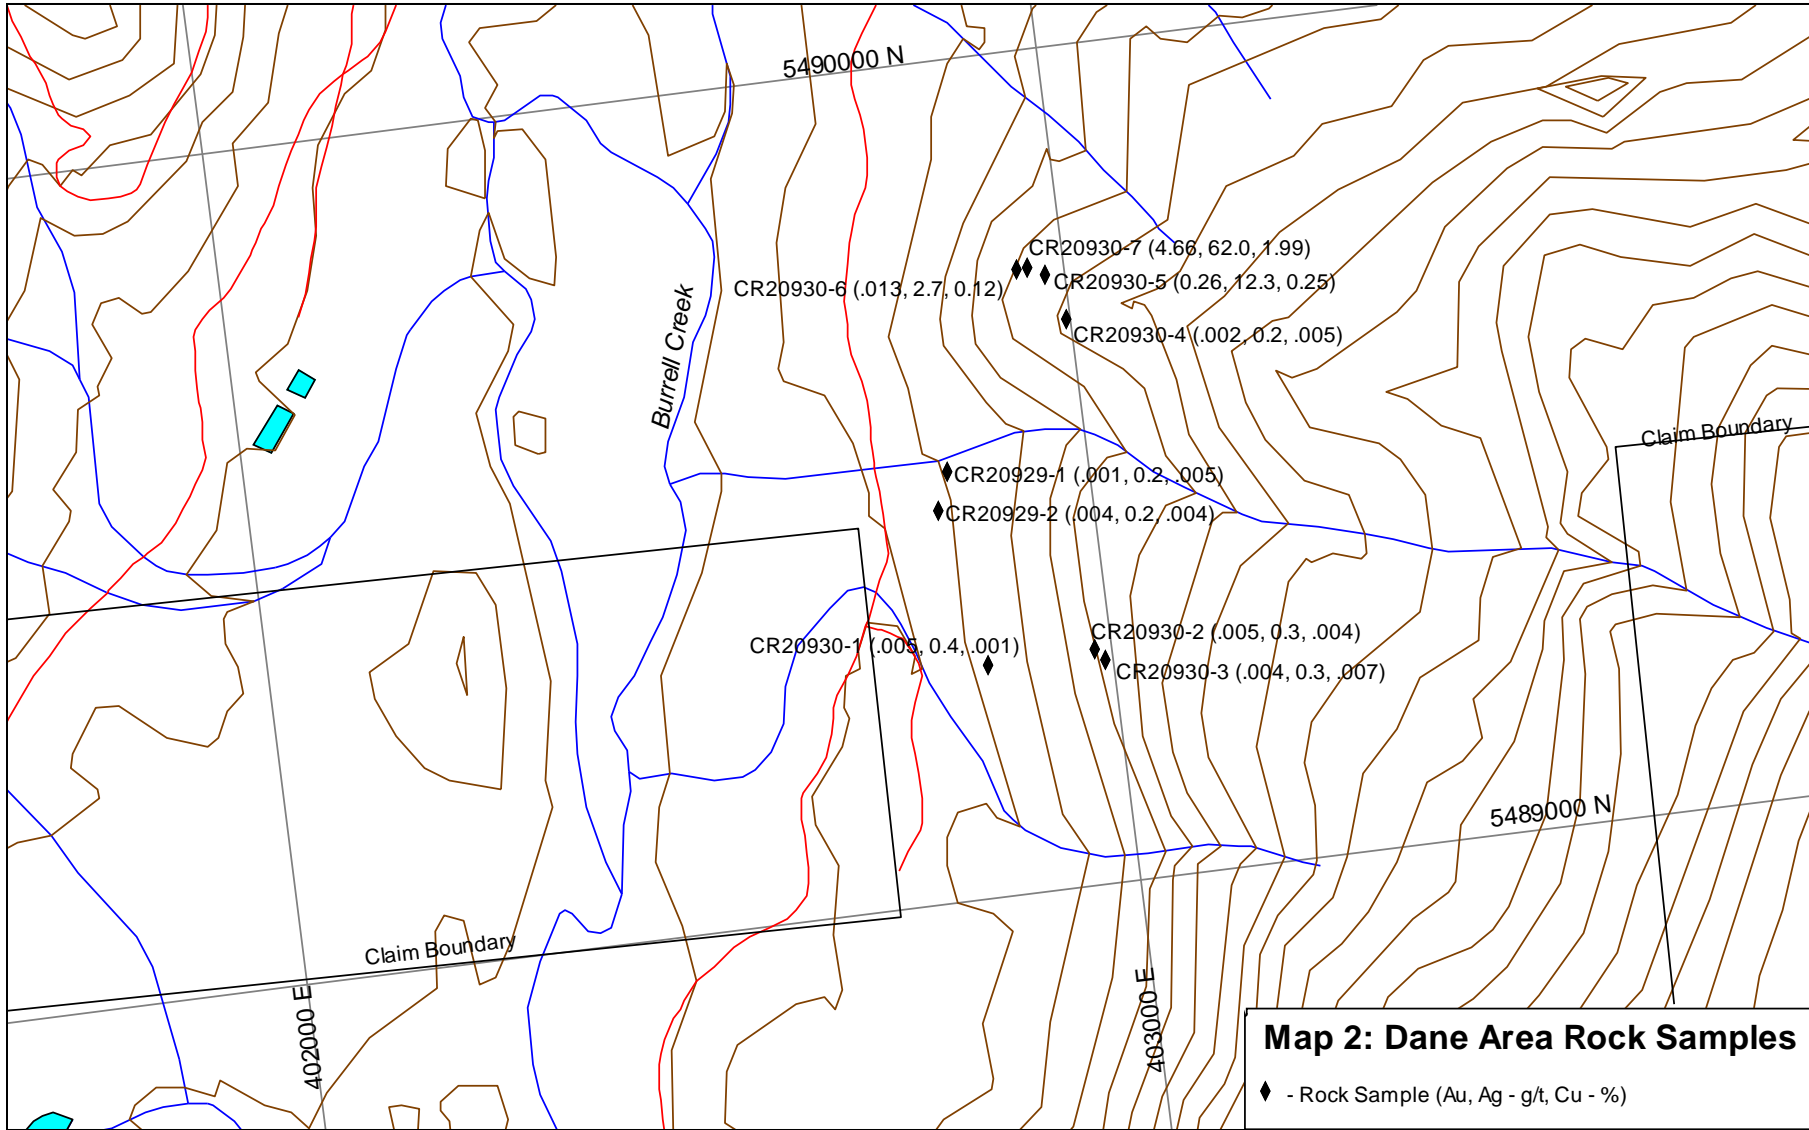 5490000 N
CR20930-7 (4.66, 62.0, 1.99)
CR20930-5 (0.26, 12.3, 0.25)
CR20930-6 (.013, 2.7, 0.12)
CR20930-4 (.002, 0.2, .005)
Burrell Creek
Claim Boundary
CR20929-1 (.001, 0.2, .005)
CR20929-2 (.004, 0.2, .004)
CR20930-2 (.005, 0.3, .004)
CR20930-1 (.005, 0.4, .001)
CR20930-3 (.004, 0.3, .007)
5489000 N
Claim Boundary
402000 E
403000 E
Map 2: Dane Area Rock Samples
- Rock Sample (Au, Ag - g/t, Cu - %)